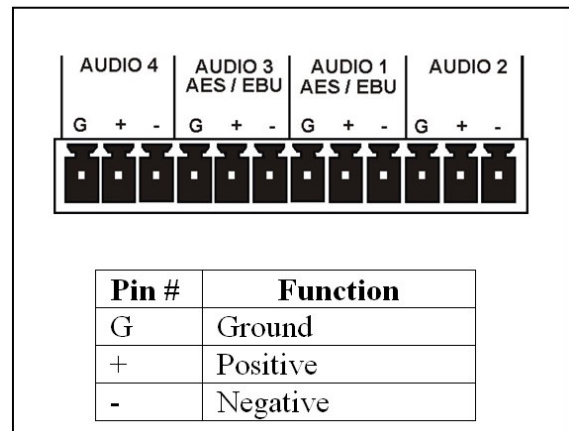 AUDIO 4 AUDIO 3 AUDIO 1 AUDIO 2
AES / EBU AES / EBU
G + - G + - G + - G + -
Pin # Function
G Ground
+ Positive
- Negative